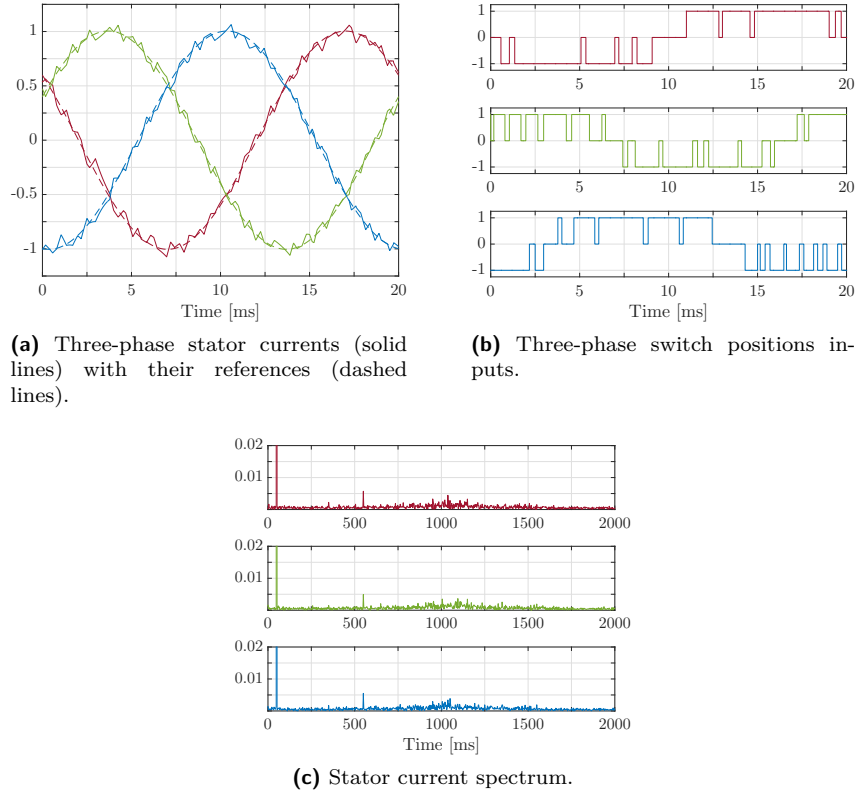 1
0.5
0
-0.5
-1
0 5 10 15 20
Time [ms]
(a) Three-phase stator currents (solid
lines) with their references (dashed
lines).
1
0
-1
0 5 10 15 20
1
0
-1
0 5 10 15 20
1
0
-1
0 5 10 15 20
Time [ms]
(b) Three-phase switch positions in-
puts.
0.02
0.01
0 500 1000 1500 2000
0.02
0.01
0 500 1000 1500 2000
0.02
0.01
0 500 1000 1500 2000
Time [ms]
(c) Stator current spectrum.